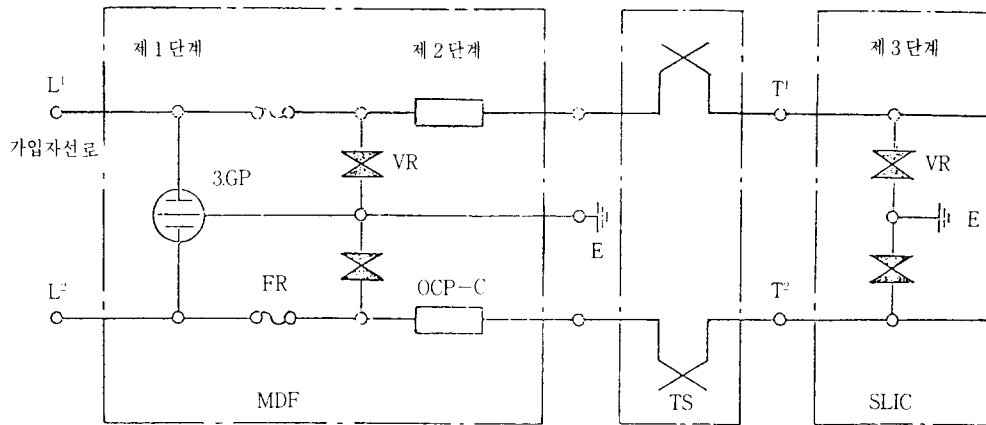 제1단계
제2단계
제3단계
L¹
T¹
가입자선로
VR
VR
3.GP
E
E
FR
OCP-C
L²
T²
MDF
TS
SLIC